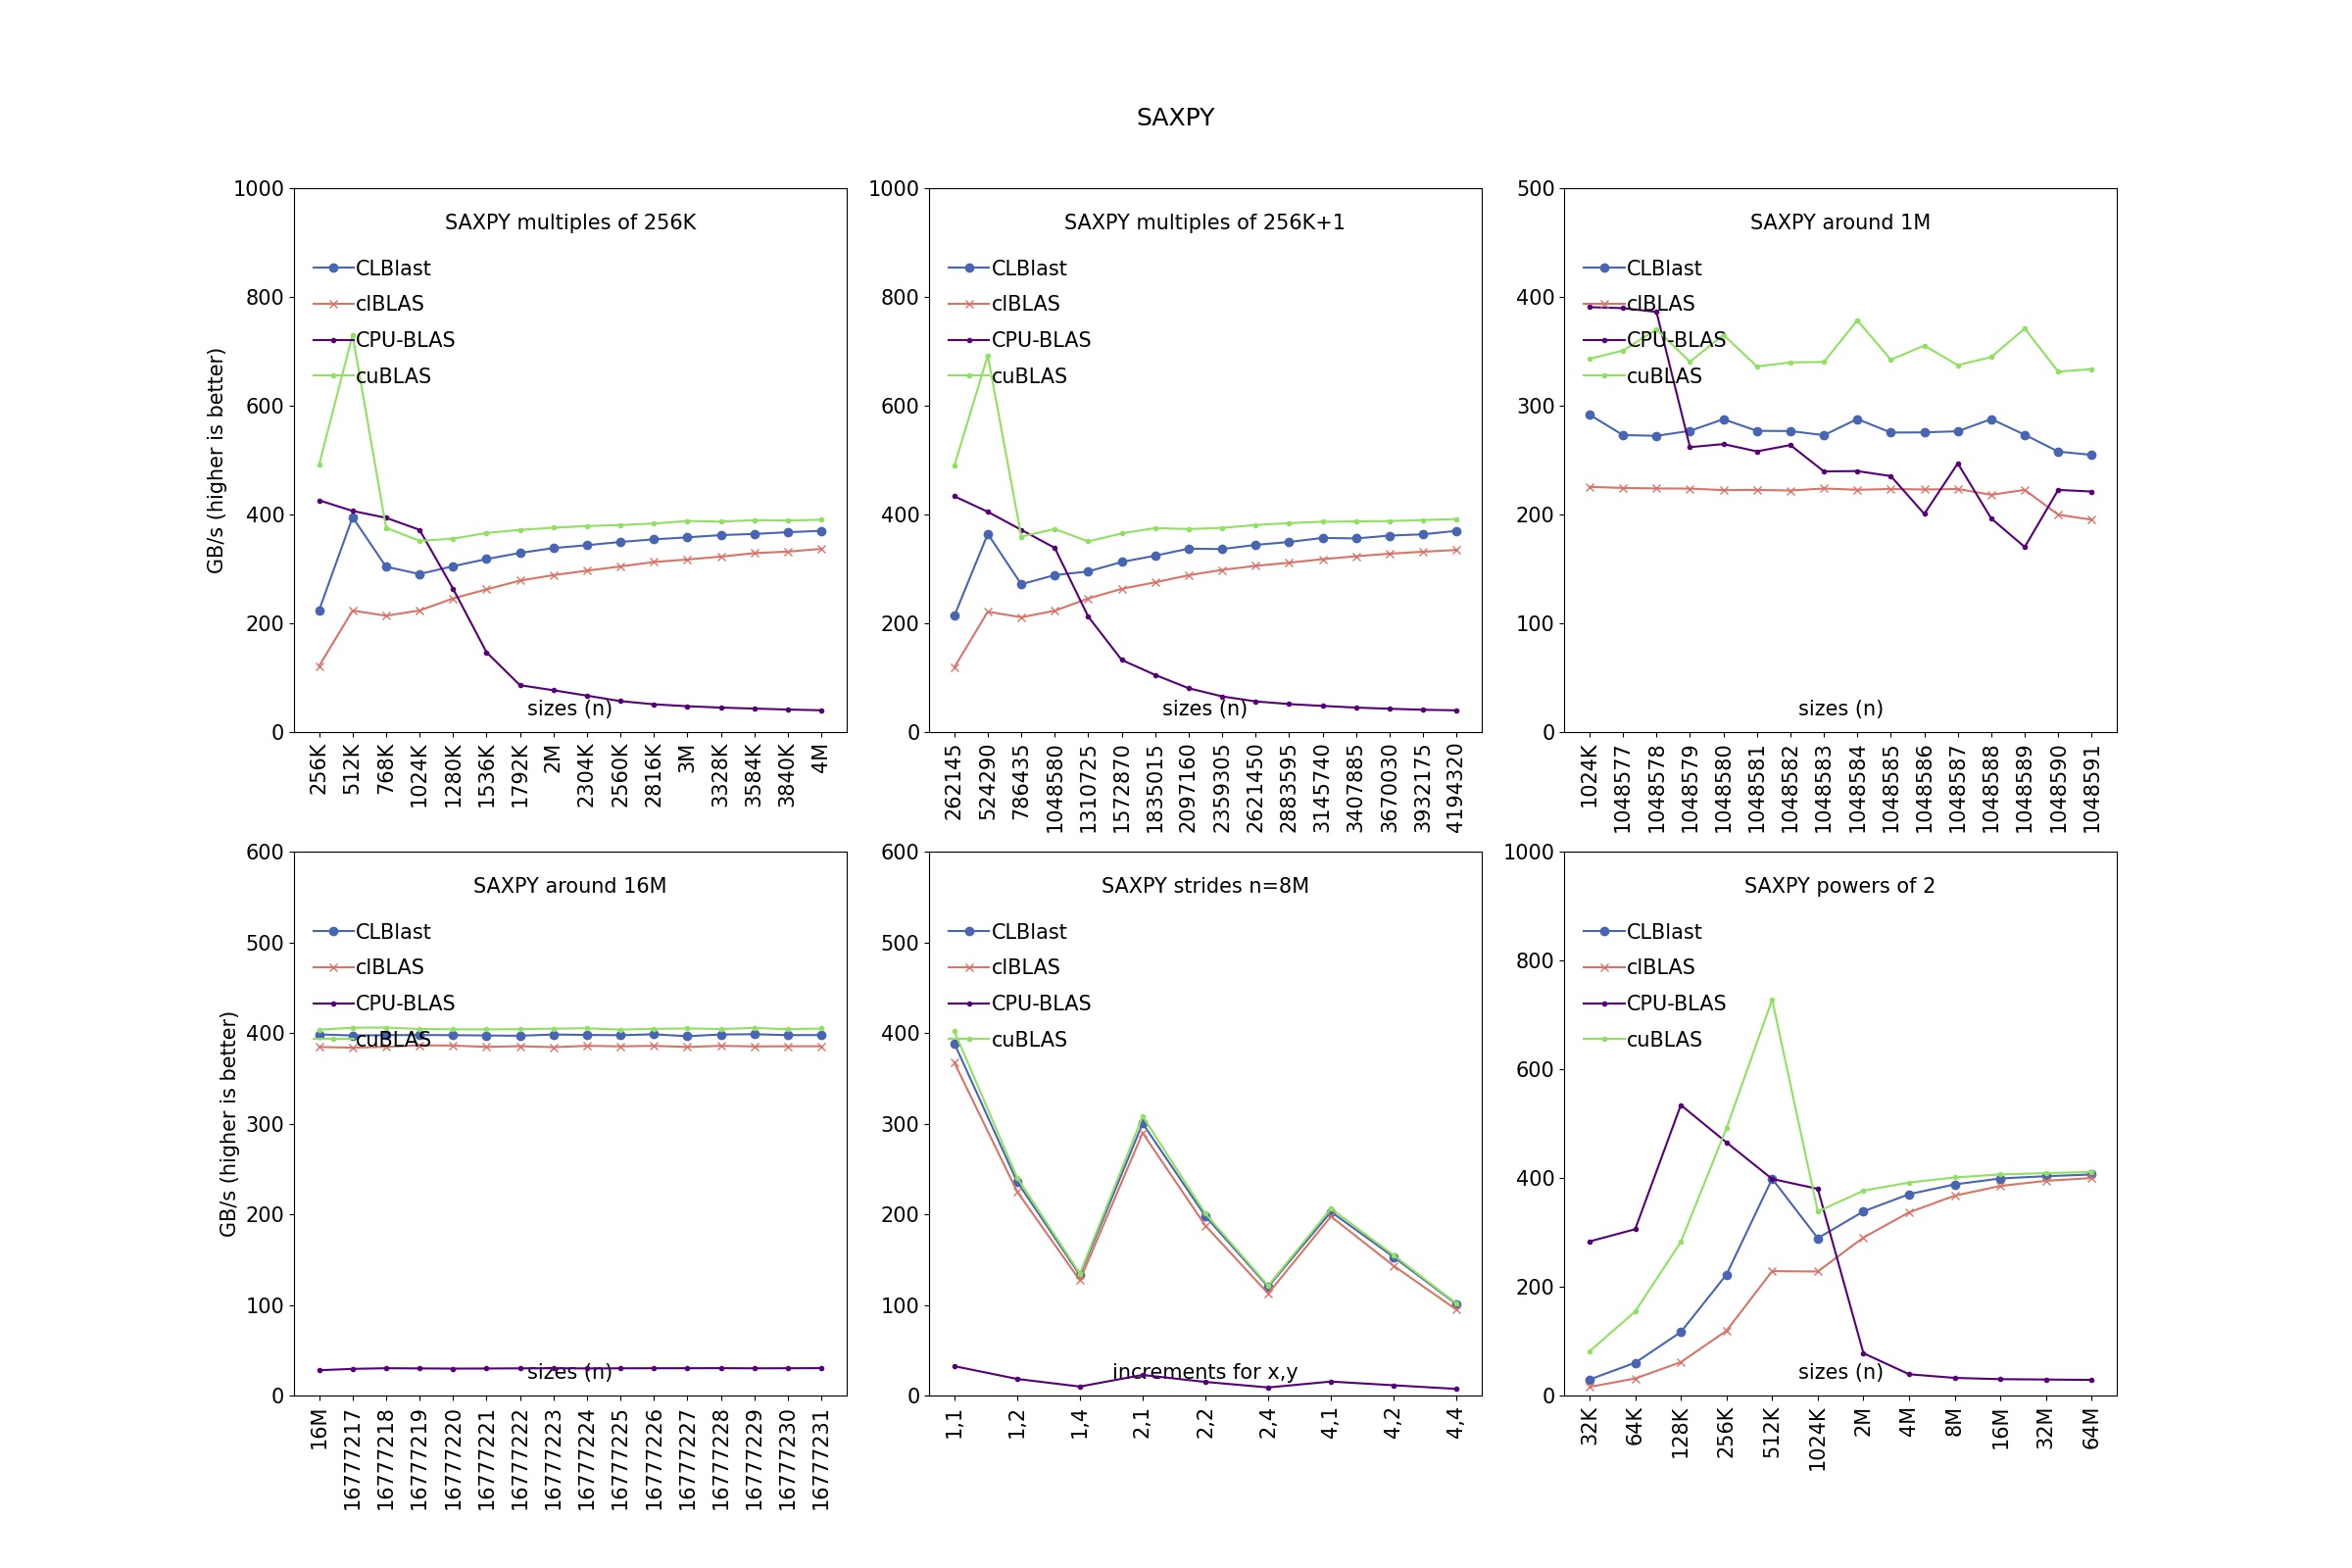 SAXPY
GB/s (higher is better)
1000
800
600
400
200
0
SAXPY multiples of 256K
CLBlast
clBLAS
CPU-BLAS
cuBLAS
sizes (n)
256K
512K
768K
1024K
1280K
1536K
1792K
2M
2304K
2560K
2816K
3M
3328K
3584K
3840K
4M
1000
800
600
400
200
0
SAXPY multiples of 256K+1
CLBlast
clBLAS
CPU-BLAS
cuBLAS
sizes (n)
262145
524290
786435
1048580
1310725
1572870
1835015
2097160
2359305
2621450
2883595
3145740
3407885
3670030
3932175
4194320
500
400
300
200
100
0
SAXPY around 1M
CLBlast
clBLAS
CPU-BLAS
cuBLAS
sizes (n)
1024K
1048577
1048578
1048579
1048580
1048581
1048582
1048583
1048584
1048585
1048586
1048587
1048588
1048589
1048590
1048591
GB/s (higher is better)
600
500
400
300
200
100
0
SAXPY around 16M
CLBlast
clBLAS
CPU-BLAS
cuBLAS
sizes (n)
16M
16777217
16777218
16777219
16777220
16777221
16777222
16777223
16777224
16777225
16777226
16777227
16777228
16777229
16777230
16777231
600
500
400
300
200
100
0
SAXPY strides n=8M
CLBlast
clBLAS
CPU-BLAS
cuBLAS
increments for x,y
1,1
1,2
1,4
2,1
2,2
2,4
4,1
4,2
4,4
1000
800
600
400
200
0
SAXPY powers of 2
CLBlast
clBLAS
CPU-BLAS
cuBLAS
sizes (n)
32K
64K
128K
256K
512K
1024K
2M
4M
8M
16M
32M
64M